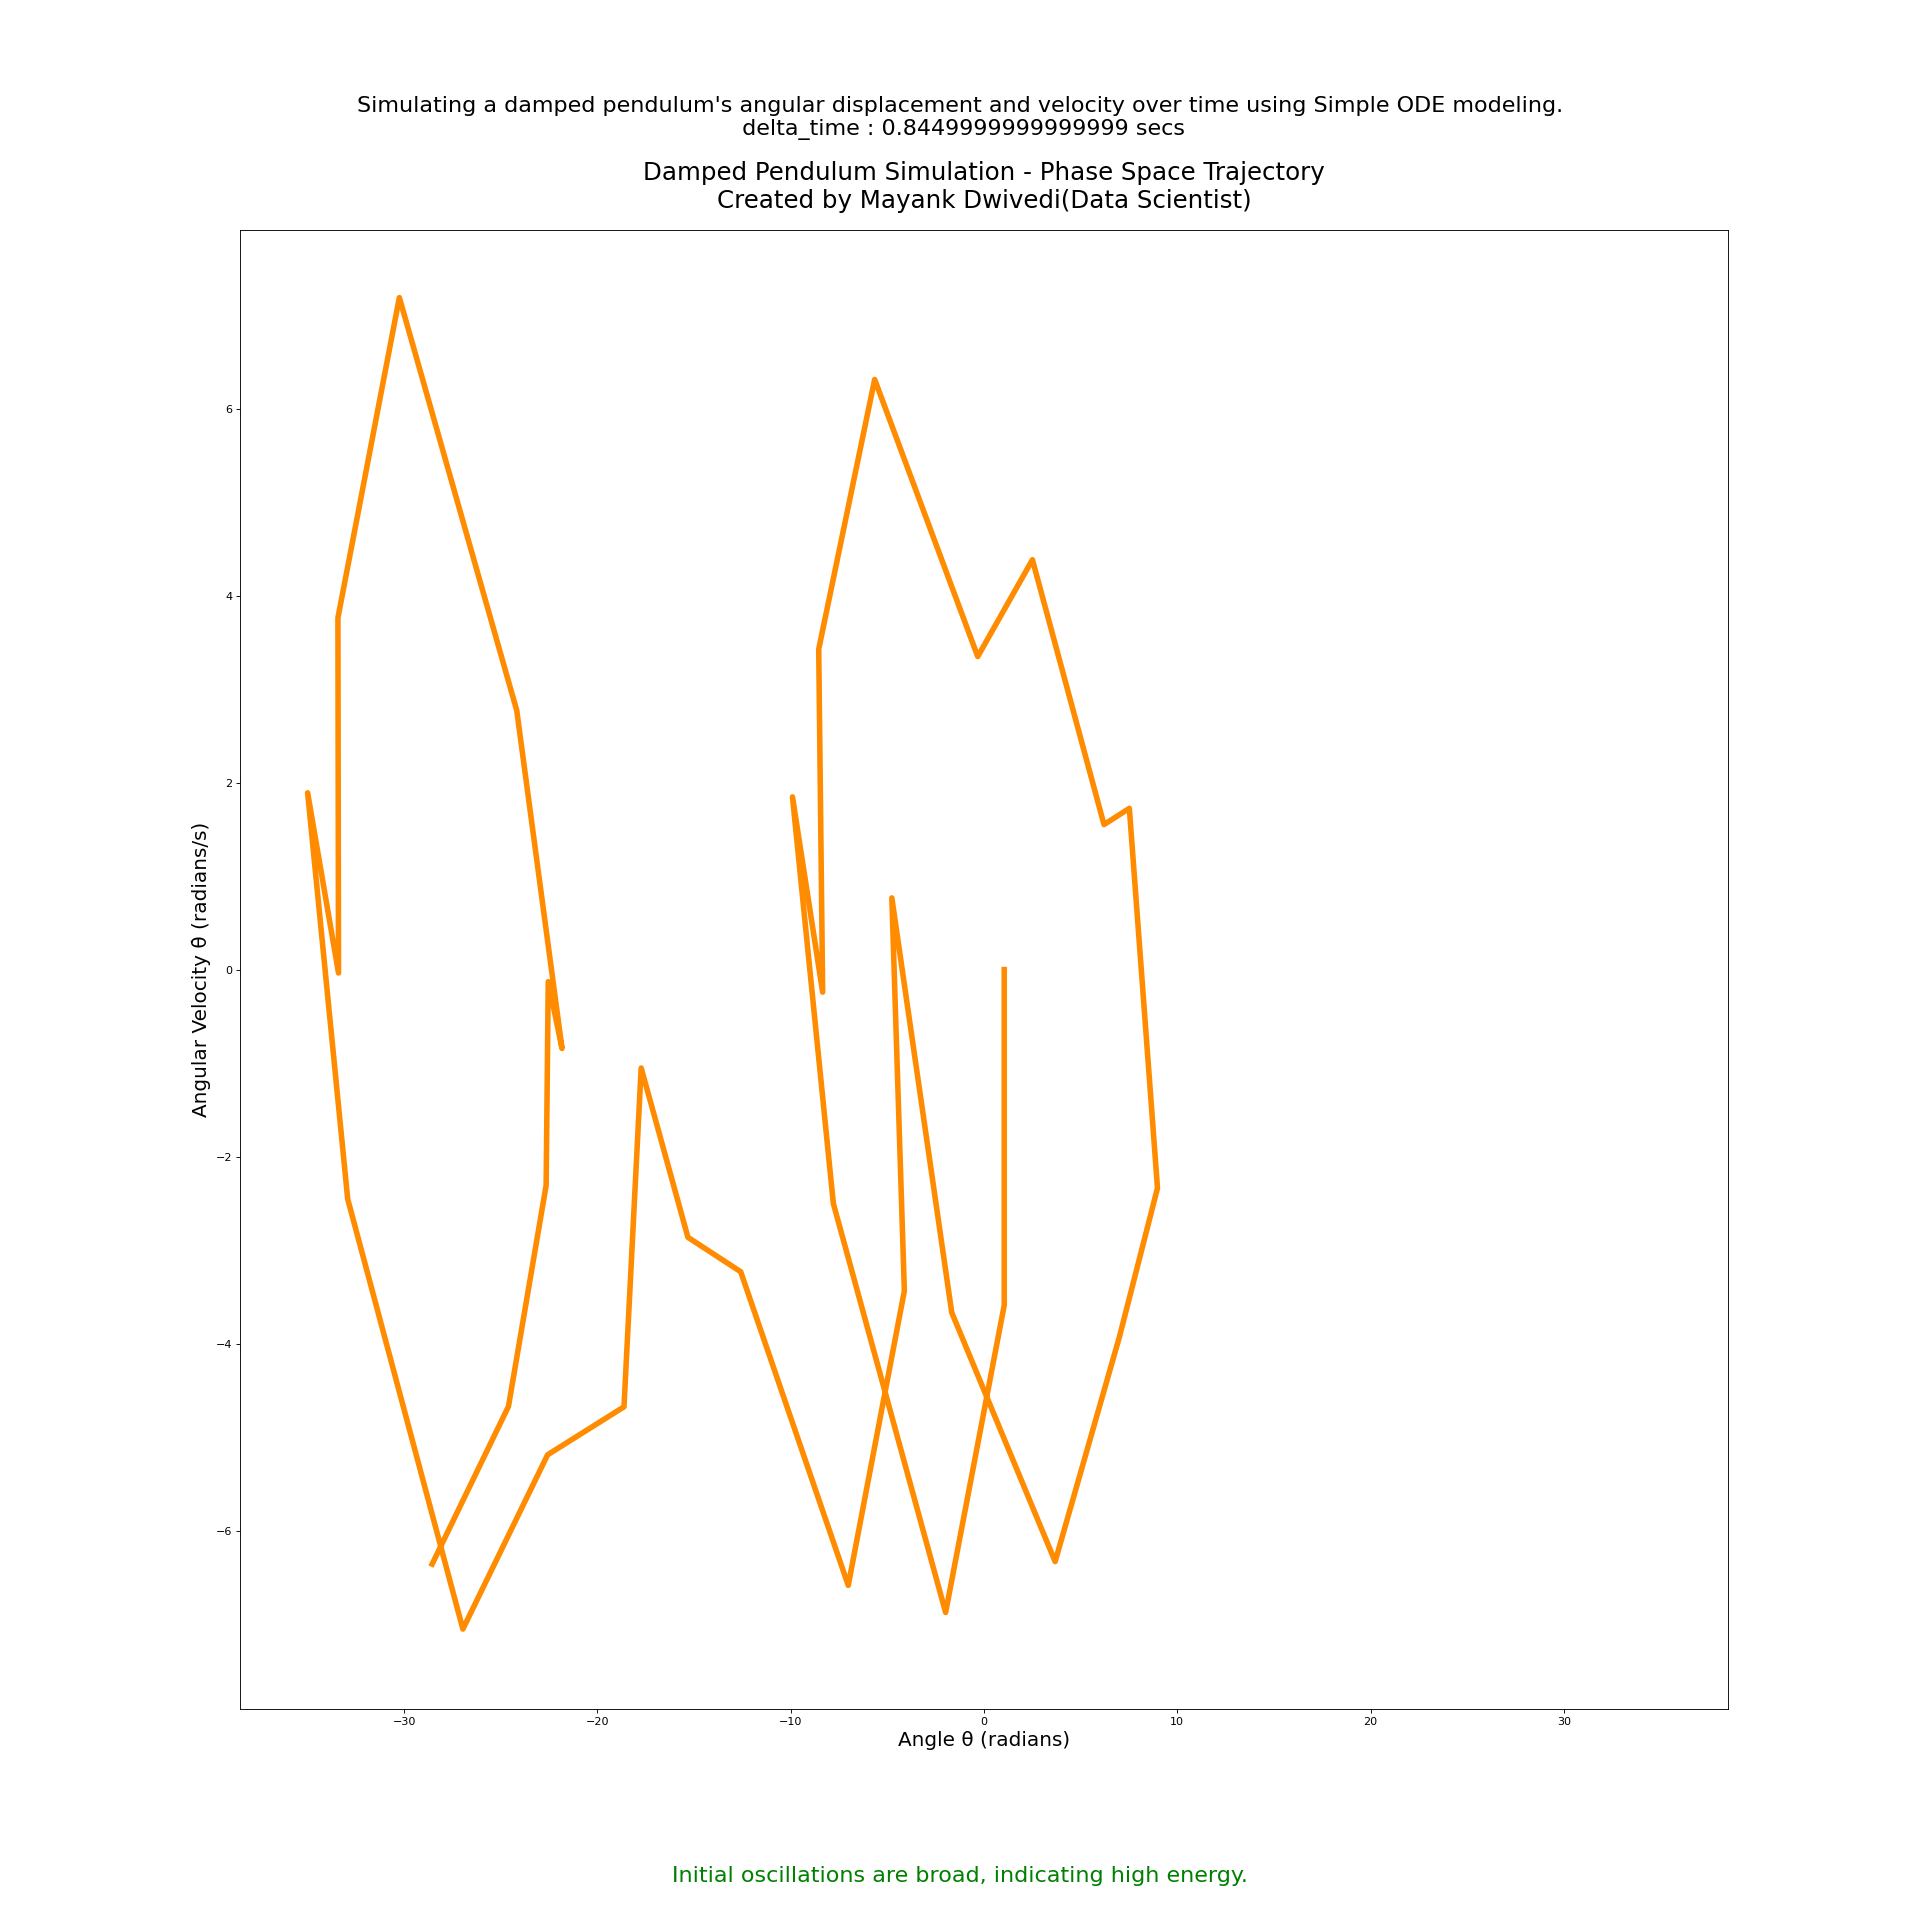 Simulating a damped pendulum's angular displacement and velocity over time using Simple ODE modeling.
delta_time : 0.8449999999999999 secs
Damped Pendulum Simulation - Phase Space Trajectory
Created by Mayank Dwivedi(Data Scientist)
6
4
2
0
−2
−4
−6
Angular Velocity θ̇ (radians/s)
−30
−20
−10
0
10
20
30
Angle θ (radians)
Initial oscillations are broad, indicating high energy.